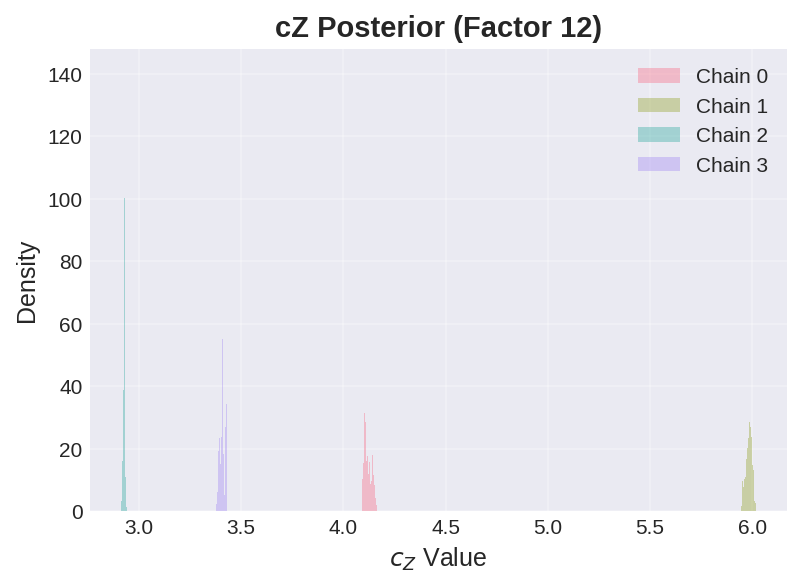 cZ Posterior (Factor 12)
140
120
100
80
60
40
20
0
Density
Chain 0
Chain 1
Chain 2
Chain 3
3.0 3.5 4.0 4.5 5.0 5.5 6.0
c_Z Value